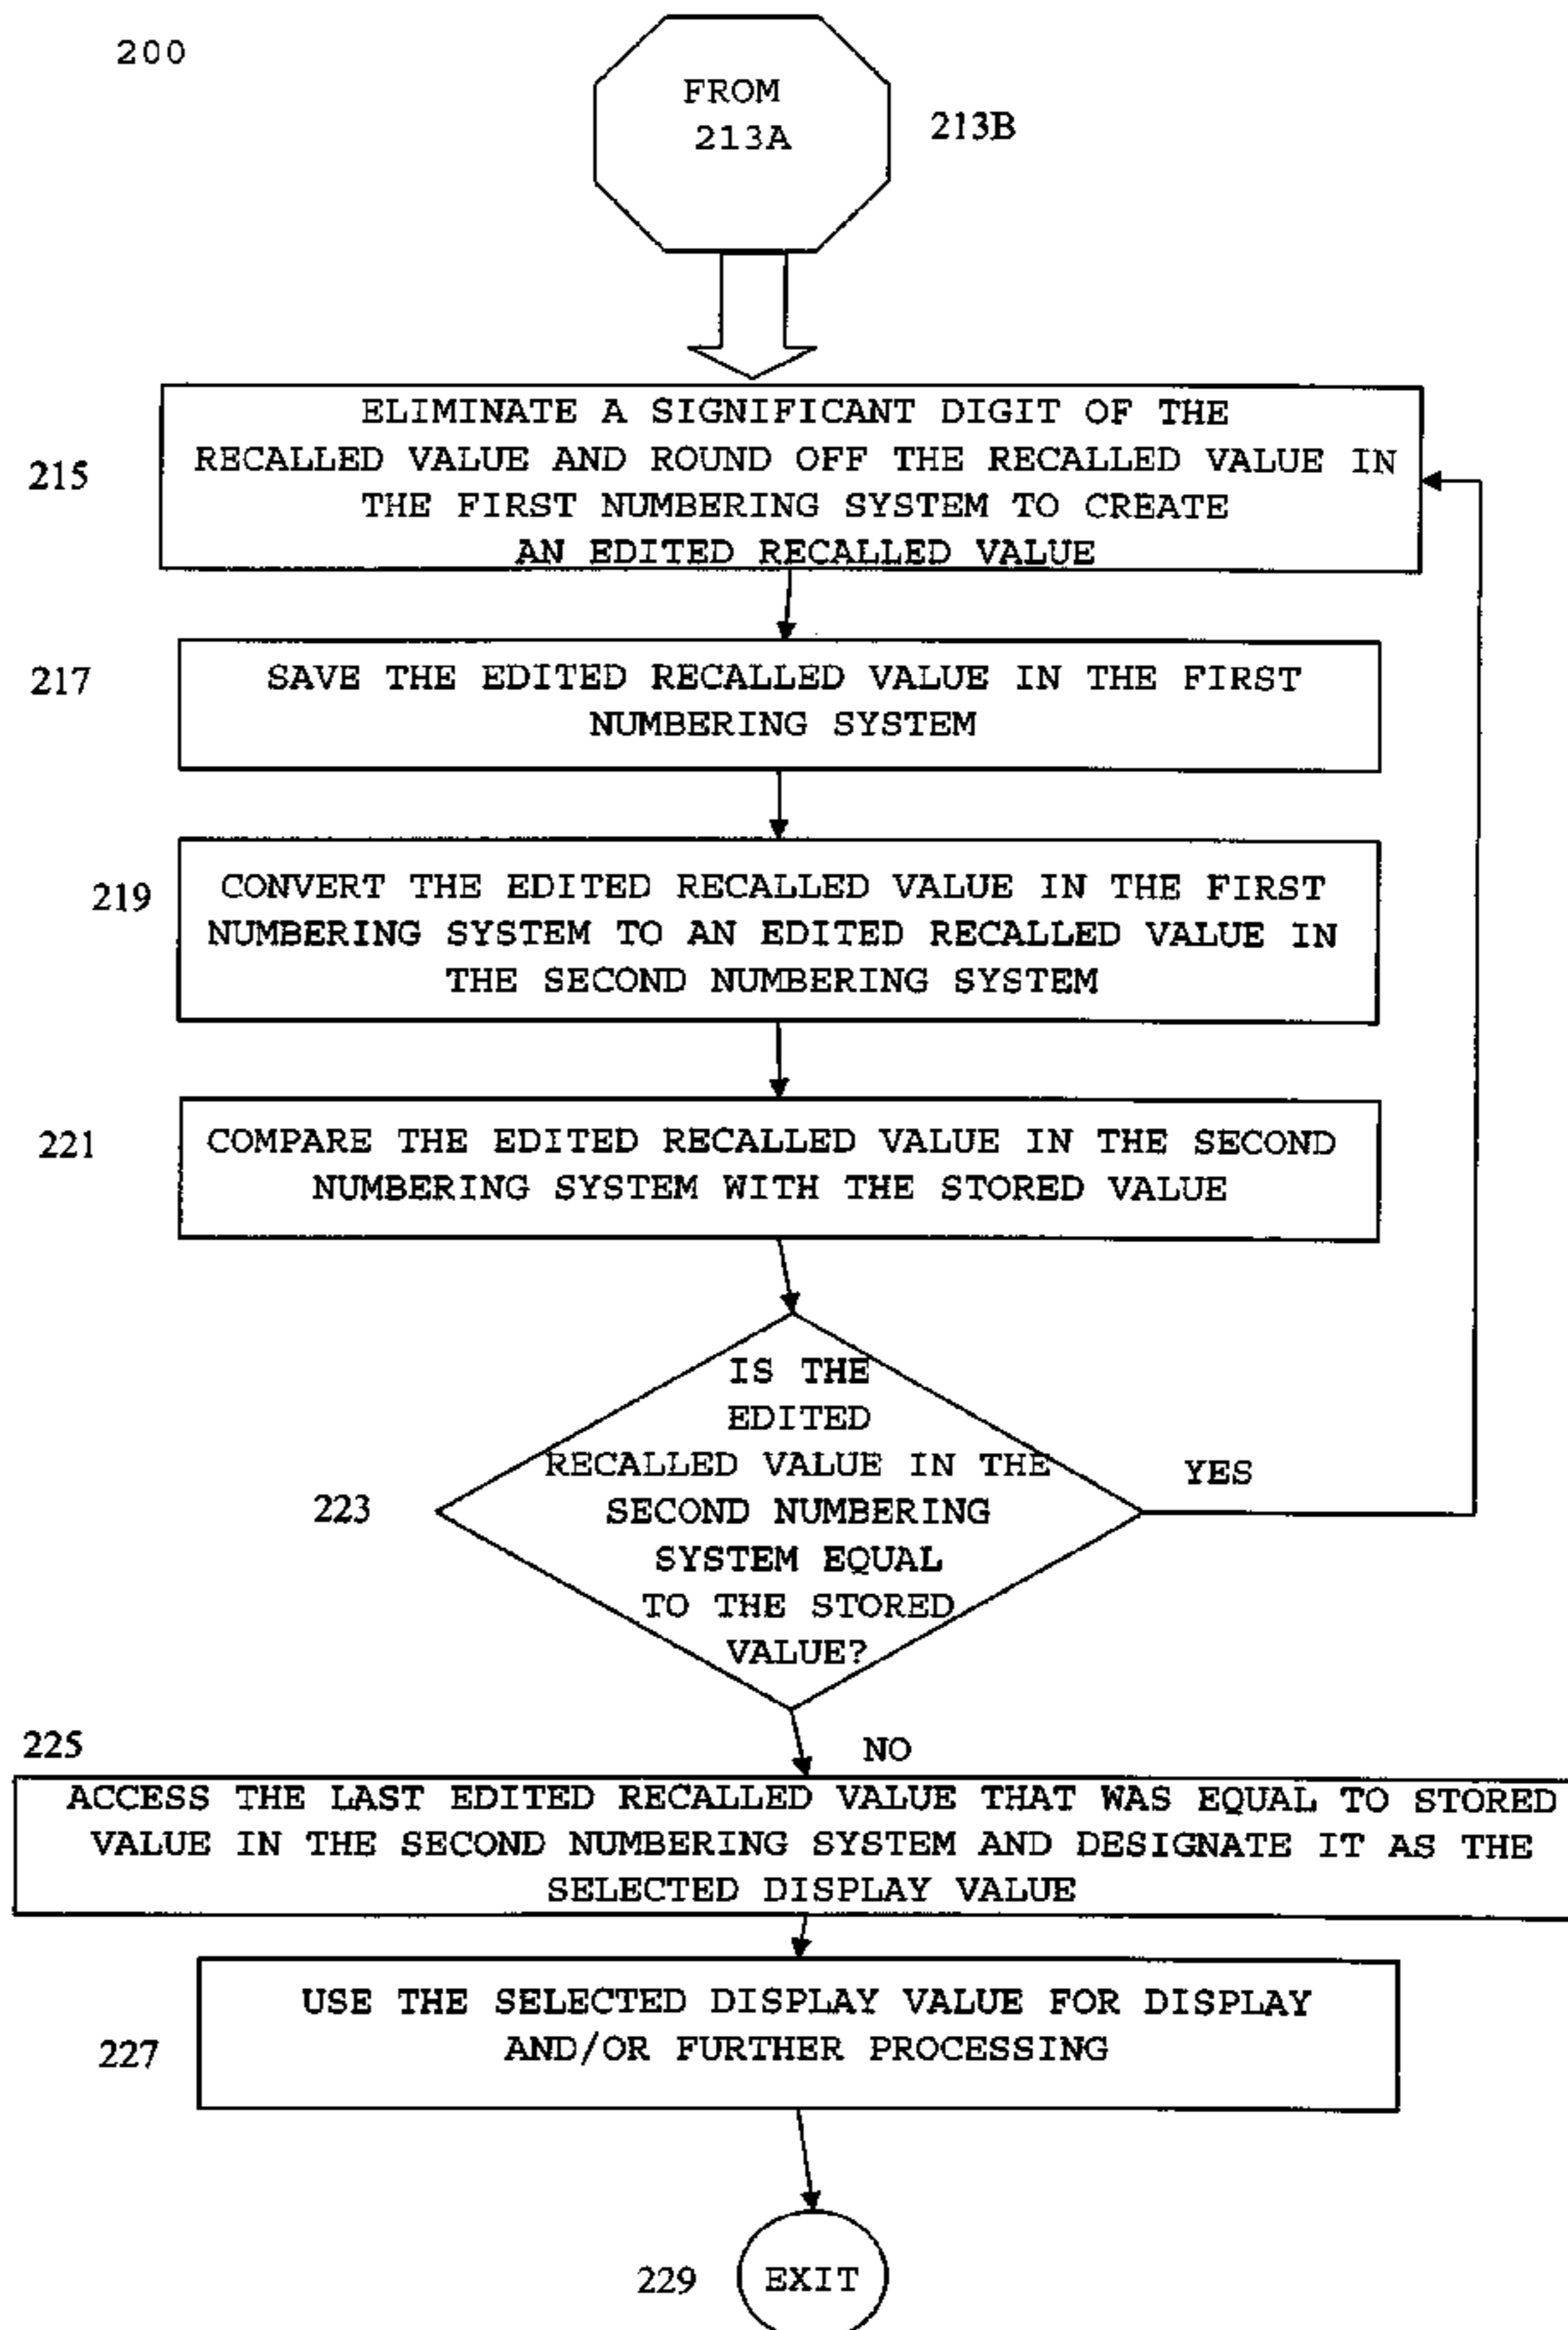 200
FROM
213A
213B
ELIMINATE A SIGNIFICANT DIGIT OF THE
215
RECALLED VALUE AND ROUND OFF THE RECALLED VALUE IN
THE FIRST NUMBERING SYSTEM TO CREATE
AN EDITED RECALLED VALUE
217
SAVE THE EDITED RECALLED VALUE IN THE FIRST
NUMBERING SYSTEM
219
CONVERT THE EDITED RECALLED VALUE IN THE FIRST
NUMBERING SYSTEM TO AN EDITED RECALLED VALUE IN
THE SECOND NUMBERING SYSTEM
221
COMPARE THE EDITED RECALLED VALUE IN THE SECOND
NUMBERING SYSTEM WITH THE STORED VALUE
IS THE
EDITED
RECALLED VALUE IN THE
YES
223
SECOND NUMBERING
SYSTEM EQUAL
TO THE STORED
VALUE?
225
NO
ACCESS THE LAST EDITED RECALLED VALUE THAT WAS EQUAL TO STORED
VALUE IN THE SECOND NUMBERING SYSTEM AND DESIGNATE IT AS THE
SELECTED DISPLAY VALUE
USE THE SELECTED DISPLAY VALUE FOR DISPLAY
227
AND/OR FURTHER PROCESSING
229
EXIT